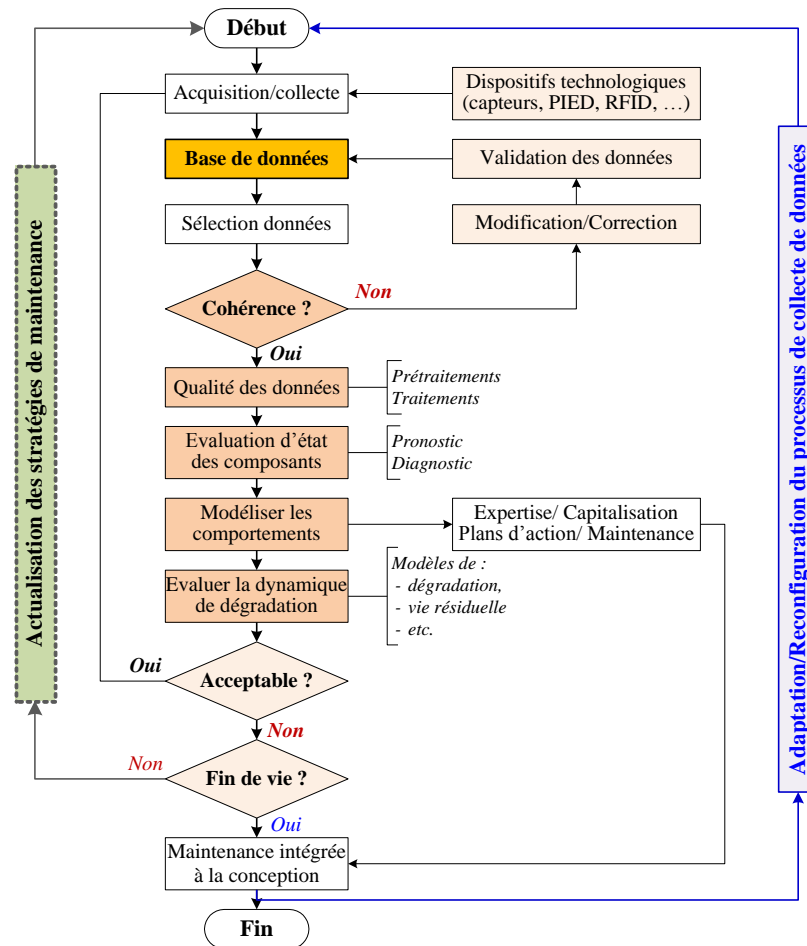 Début
Acquisition/collecte
Dispositifs technologiques
(capteurs, PIED, RFID, …)
Base de données
Validation des données
Sélection données
Modification/Correction
Cohérence ?
Non
Oui
Qualité des données
Prétraitements
Traitements
Evaluation d’état
des composants
Pronostic
Diagnostic
Modéliser les
comportements
Expertise/ Capitalisation
Plans d’action/ Maintenance
Evaluer la dynamique
de dégradation
Modèles de :
- dégradation,
- vie résiduelle
- etc.
Oui
Acceptable ?
Non
Non
Fin de vie ?
Oui
Maintenance intégrée
à la conception
Fin
Actualisation des stratégies de maintenance
Adaptation/Reconfiguration du processus de collecte de données